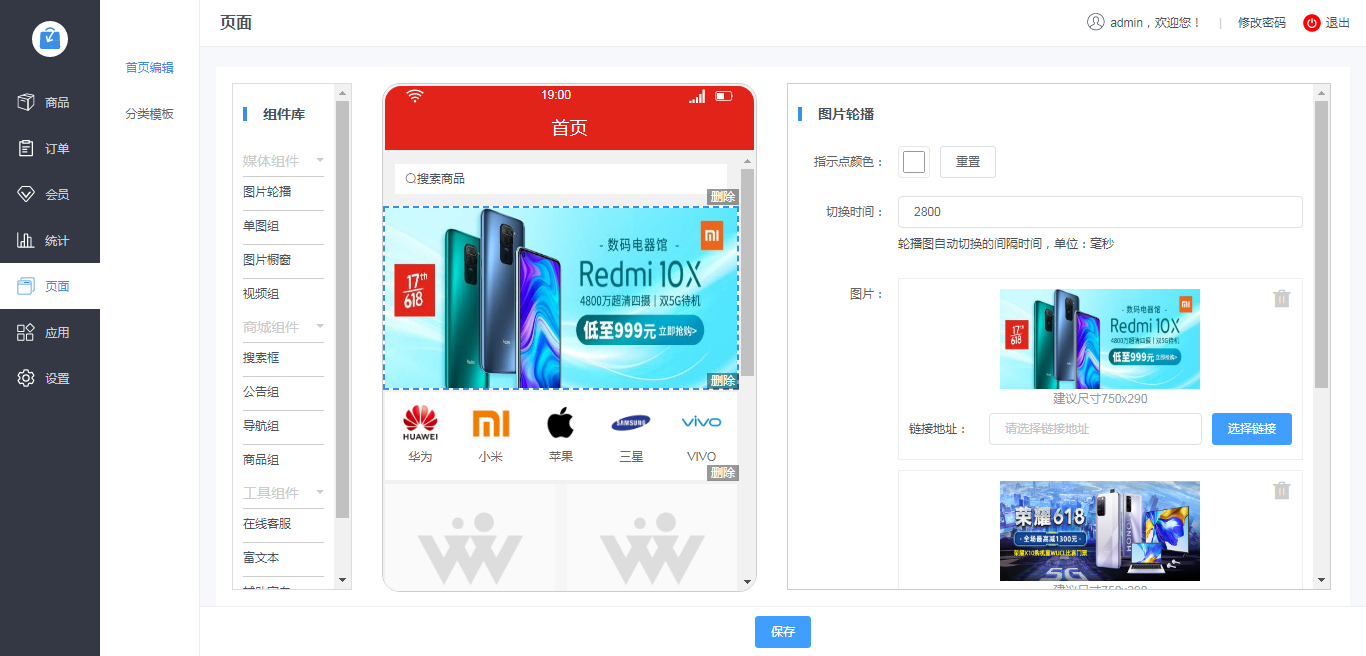 页面
admin，欢迎您！
|
修改密码
退出
商品
订单
会员
统计
页面
应用
设置
首页编辑
分类模板
组件库
媒体组件
图片轮播
单图组
图片橱窗
视频组
商城组件
搜索框
公告组
导航组
商品组
工具组件
在线客服
富文本
19:00
首页
搜索商品
删除
17th
618
- 数码电器馆 -
Redmi 10X
4800万超清四摄 | 双5G待机
低至999元 立即抢购>
删除
HUAWEI
SAMSUNG
vivo
华为
小米
苹果
三星
VIVO
删除
图片轮播
指示点颜色：
重置
切换时间：
2800
轮播图自动切换的间隔时间，单位：毫秒
图片：
17th
618
- 数码电器馆 -
Redmi 10X
4800万超清四摄 | 双5G待机
低至999元 立即抢购>
建议尺寸750x290
链接地址：
请选择链接地址
选择链接
荣耀618
· 全场最高减1300元 ·
5G
HONOR
建议尺寸750x290
保存